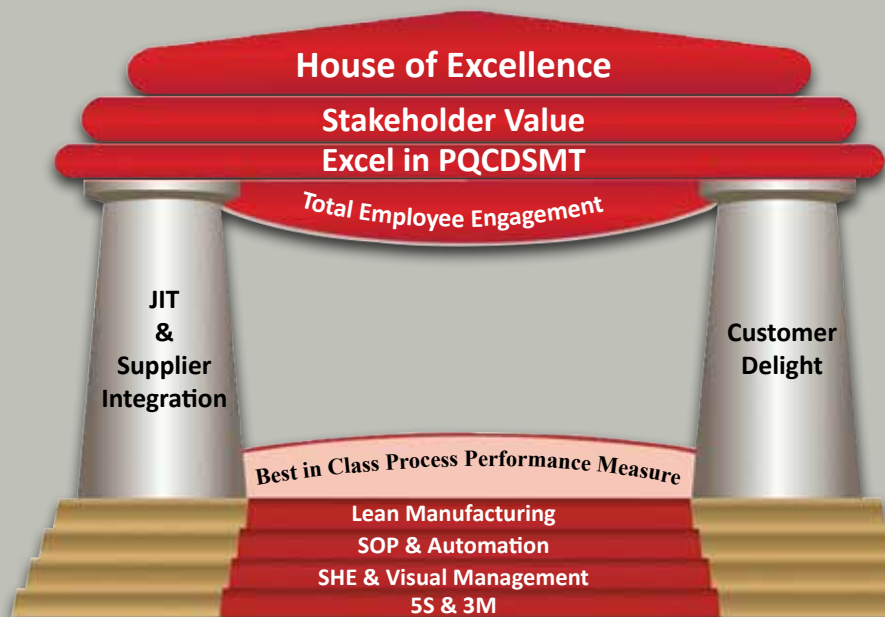 House of Excellence
Stakeholder Value
Excel in PQCDSMT
Total Employee Engagement
JIT
&
Supplier
Integration
Customer
Delight
Best in Class Process Performance Measure
Lean Manufacturing
SOP & Automation
SHE & Visual Management
5S & 3M